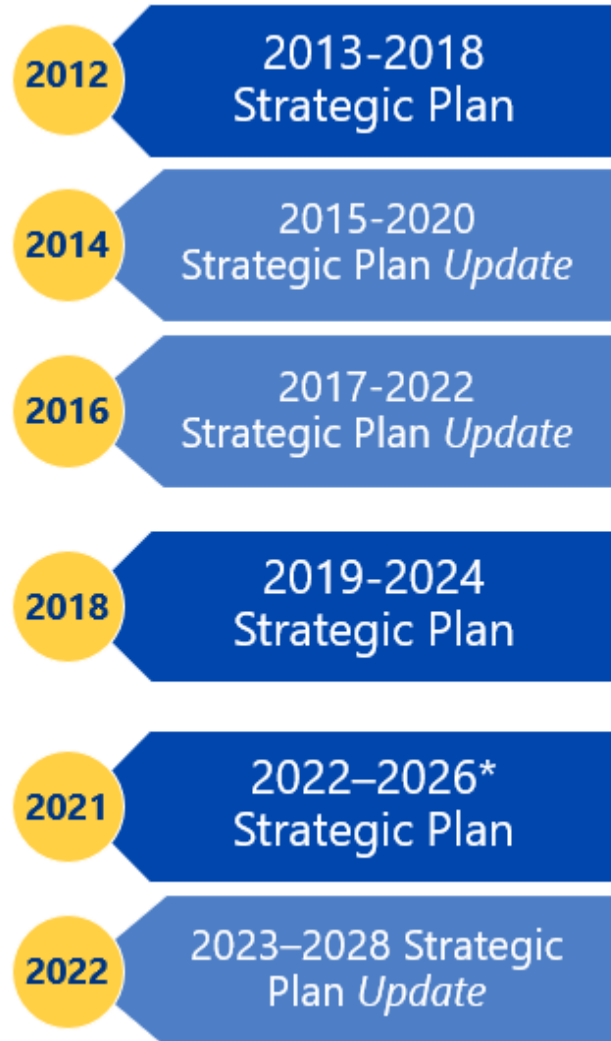 2012
2013-2018
Strategic Plan
2014
2015-2020
Strategic Plan Update
2016
2017-2022
Strategic Plan Update
2018
2019-2024
Strategic Plan
2021
2022–2026*
Strategic Plan
2022
2023–2028 Strategic
Plan Update